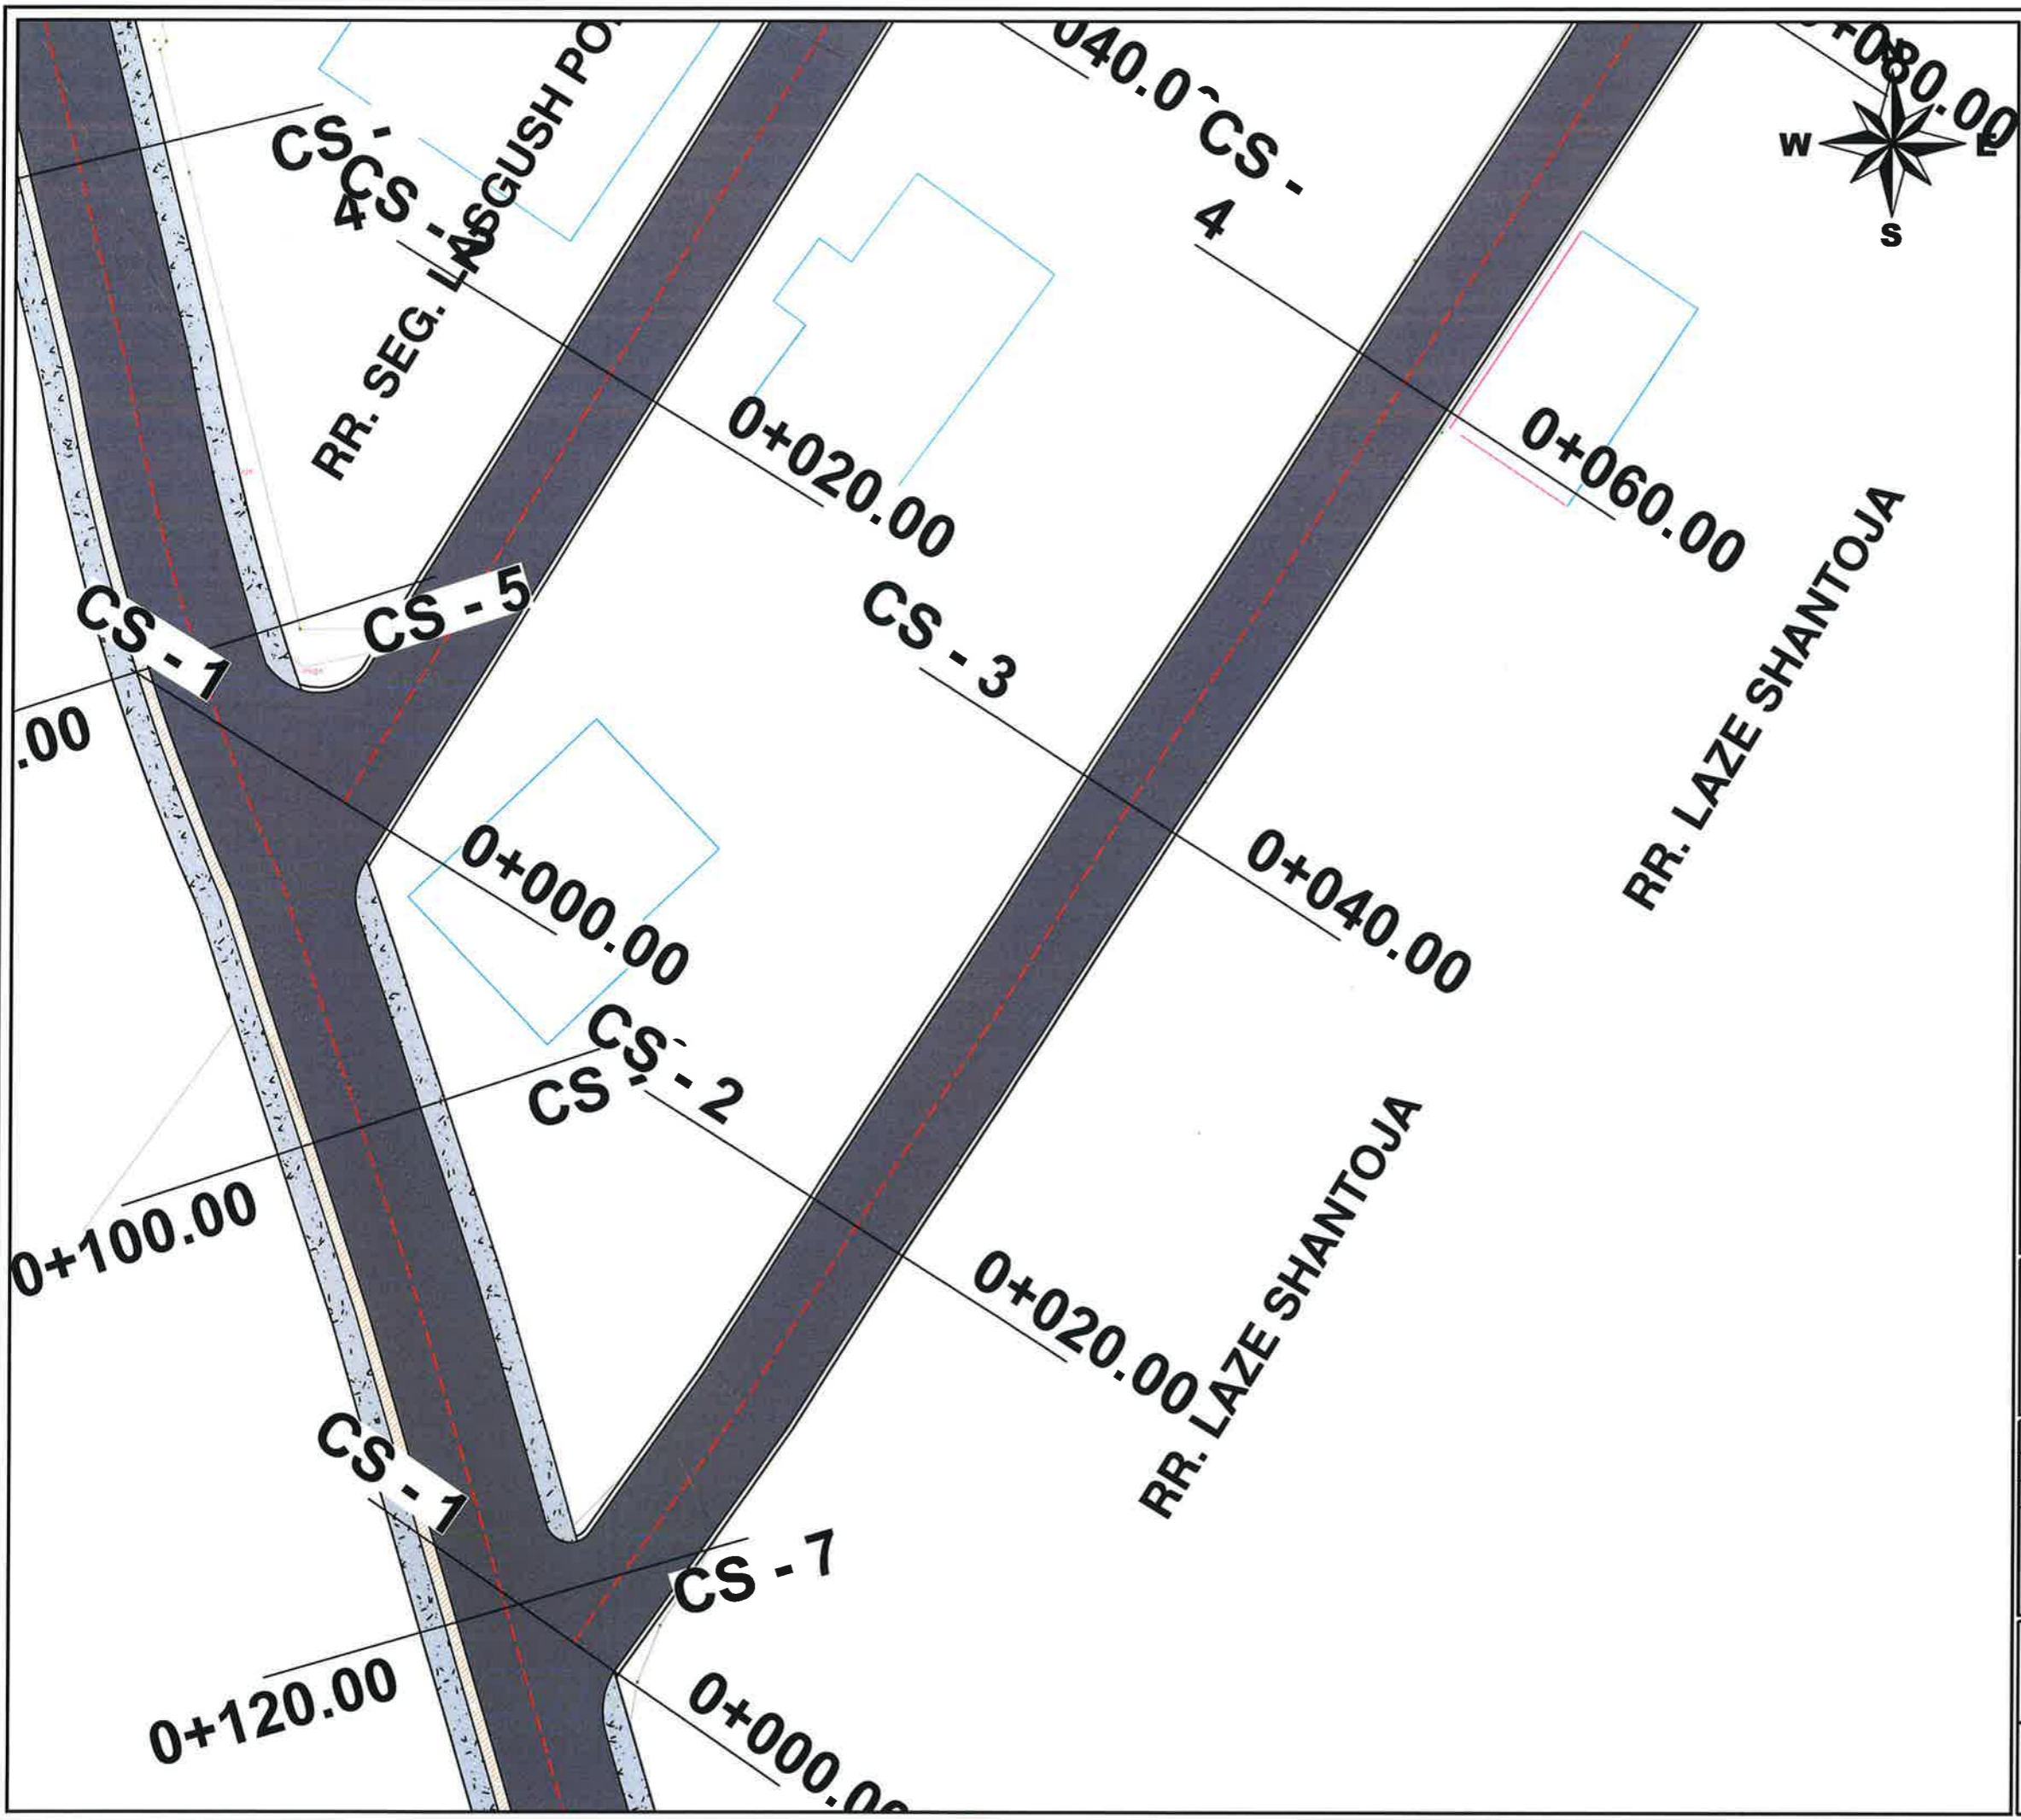 040.0
CS -
4
0+080.00
W
E
S
CS -
4
CS -
RR. SEG. LASGUSH PO
0+020.00
0+060.00
CS - 5
CS - 1
CS - 3
RR. LAZE SHANTOJA
.00
0+000.00
0+040.00
CS - 2
CS -
0+100.00
0+020.00
RR. LAZE SHANTOJA
CS - 1
CS - 7
0+120.00
0+000.00